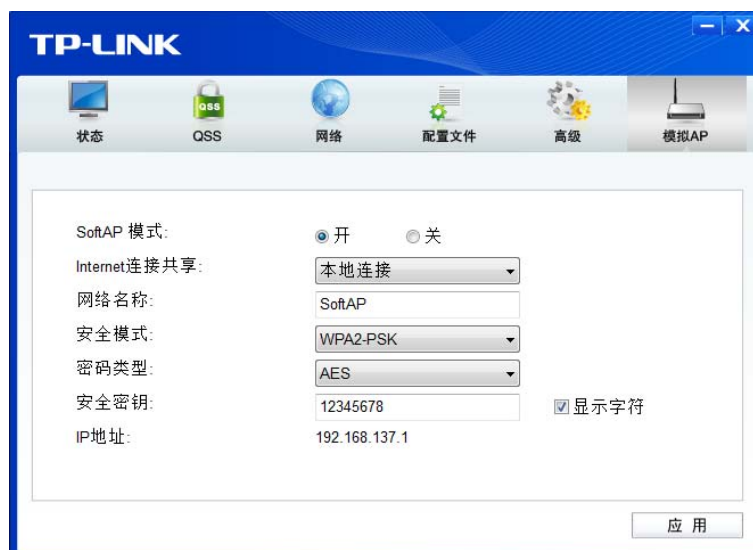 TP-LINK
状态 QSS 网络 配置文件 高级 模拟AP
SoftAP 模式: 开 关
Internet连接共享: 本地连接
网络名称: SoftAP
安全模式: WPA2-PSK
密码类型: AES
安全密钥: 12345678 显示字符
IP地址: 192.168.137.1
应 用